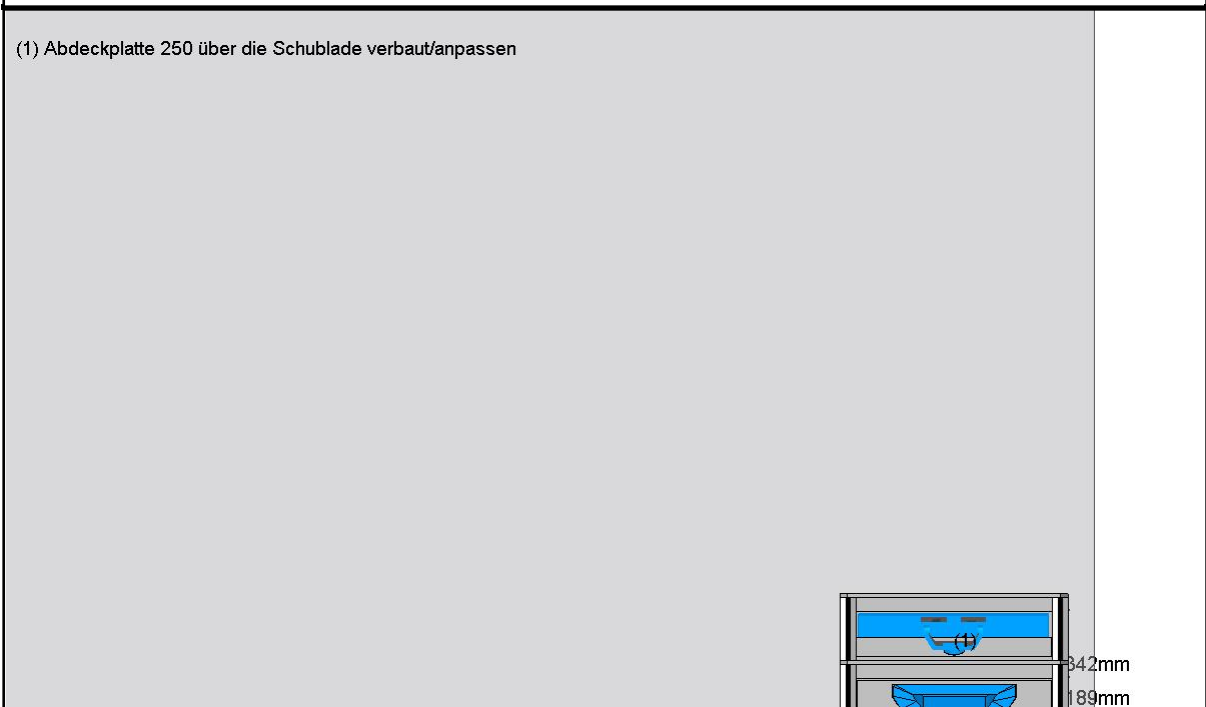 (1) Abdeckplatte 250 über die Schublade verbaut/anpassen
(1)
342mm
189mm